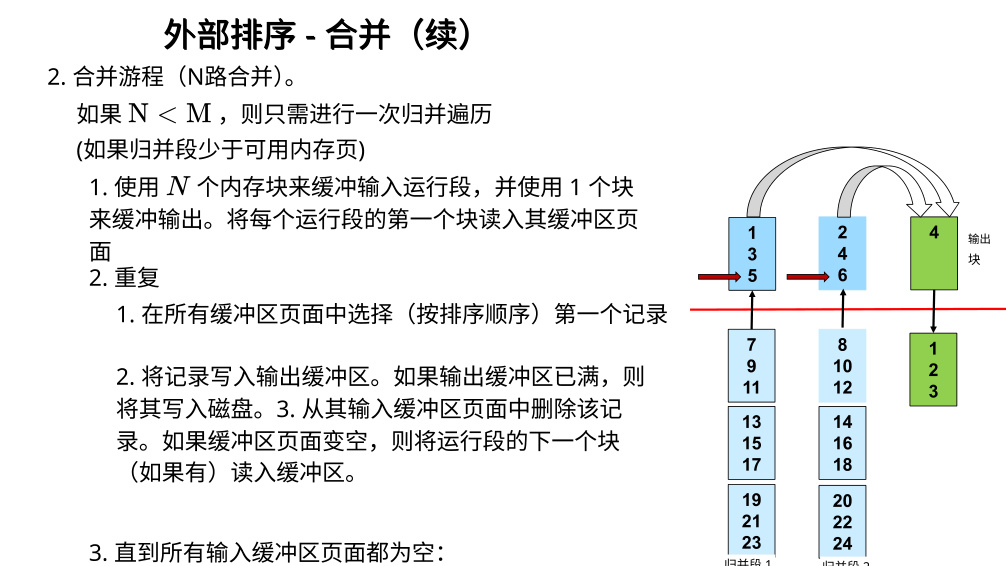 外部排序 - 合并（续）
2. 合并游程（N路合并）。
如果 N < M ，则只需进行一次归并遍历
(如果归并段少于可用内存页)
1. 使用 N 个内存块来缓冲输入运行段，并使用 1 个块
来缓冲输出。将每个运行段的第一个块读入其缓冲区页
面
2. 重复
1. 在所有缓冲区页面中选择（按排序顺序）第一个记录
2. 将记录写入输出缓冲区。如果输出缓冲区已满，则
将其写入磁盘。3. 从其输入缓冲区页面中删除该记
录。如果缓冲区页面变空，则将运行段的下一个块
（如果有）读入缓冲区。
3. 直到所有输入缓冲区页面都为空：
1
3
5
2
4
6
4
输出
块
7
9
11
8
10
12
1
2
3
13
15
17
14
16
18
19
21
23
20
22
24
归并段 1
归并段 2